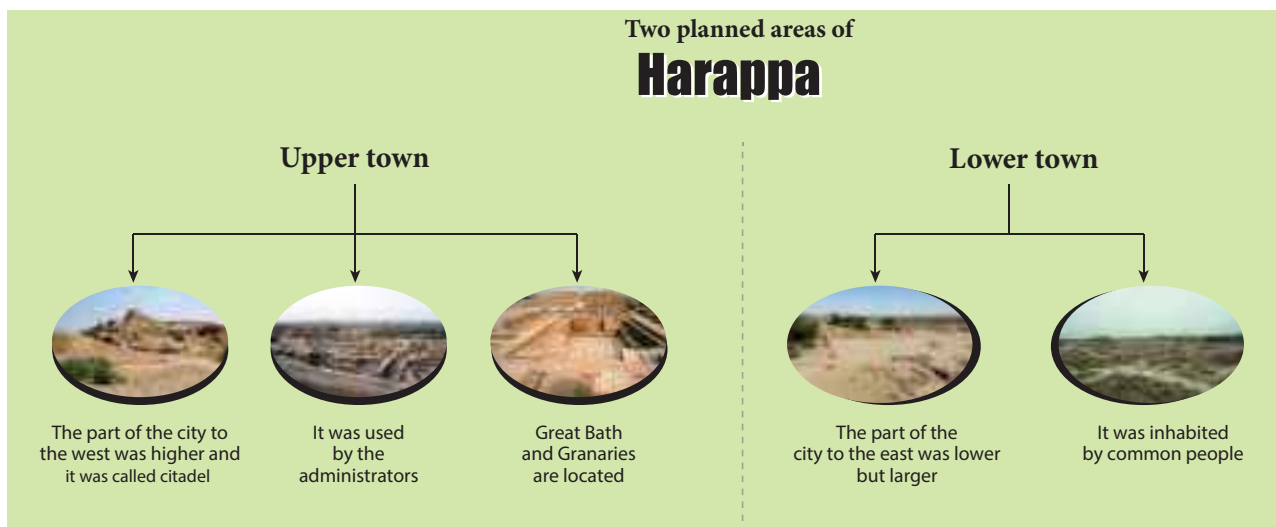 Two planned areas of
Harappa
Upper town
Lower town
The part of the city to
the west was higher and
it was called citadel
It was used
by the
administrators
Great Bath
and Granaries
are located
The part of the
city to the east was lower
but larger
It was inhabited
by common people